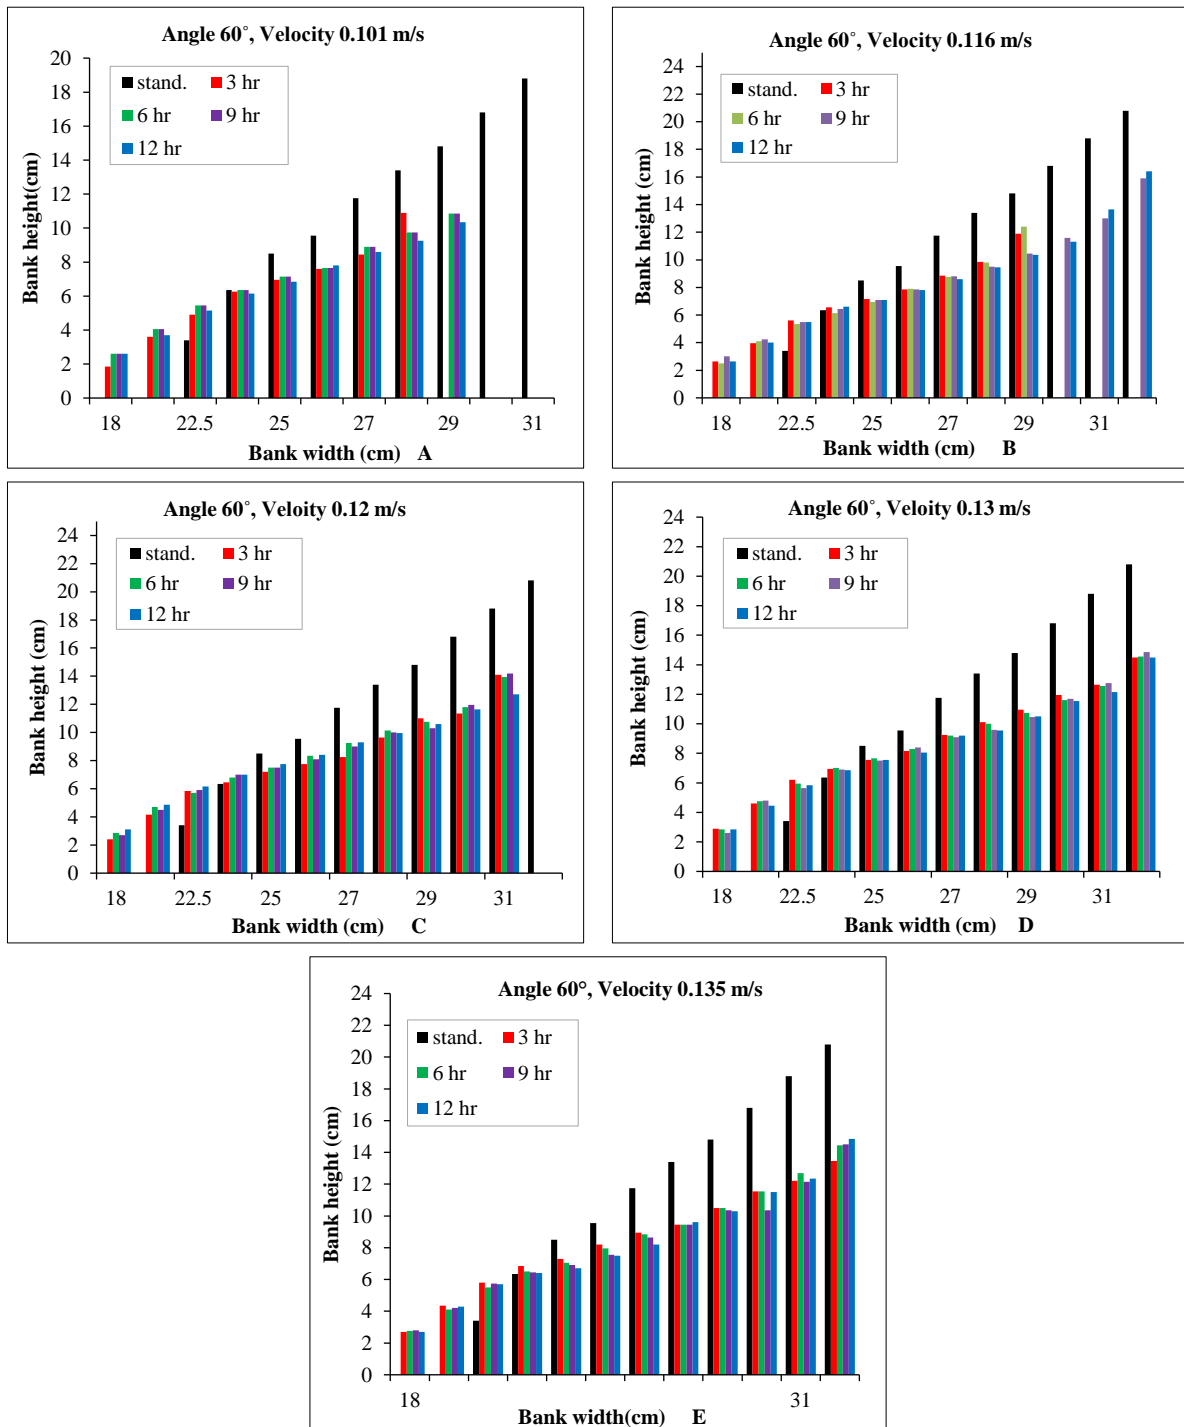 Angle 60°, Velocity 0.101 m/s
20
18
16
14
12
10
8
6
4
2
0
stand.
3 hr
6 hr
9 hr
12 hr
Bank height(cm)
18
22.5
25
27
29
31
Bank width (cm) A
Angle 60°, Velocity 0.116 m/s
24
22
20
18
16
14
12
10
8
6
4
2
0
stand.
3 hr
6 hr
9 hr
12 hr
Bank height (cm)
18
22.5
25
27
29
31
Bank width (cm) B
Angle 60°, Veloity 0.12 m/s
24
22
20
18
16
14
12
10
8
6
4
2
0
stand.
3 hr
6 hr
9 hr
12 hr
Bank height (cm)
18
22.5
25
27
29
31
Bank width (cm) C
Angle 60°, Veloity 0.13 m/s
24
22
20
18
16
14
12
10
8
6
4
2
0
stand.
3 hr
6 hr
9 hr
12 hr
Bank height (cm)
18
22.5
25
27
29
31
Bank width (cm) D
Angle 60°, Velocity 0.135 m/s
24
22
20
18
16
14
12
10
8
6
4
2
0
stand.
3 hr
6 hr
9 hr
12 hr
Bank height (cm)
18
31
Bank width(cm) E